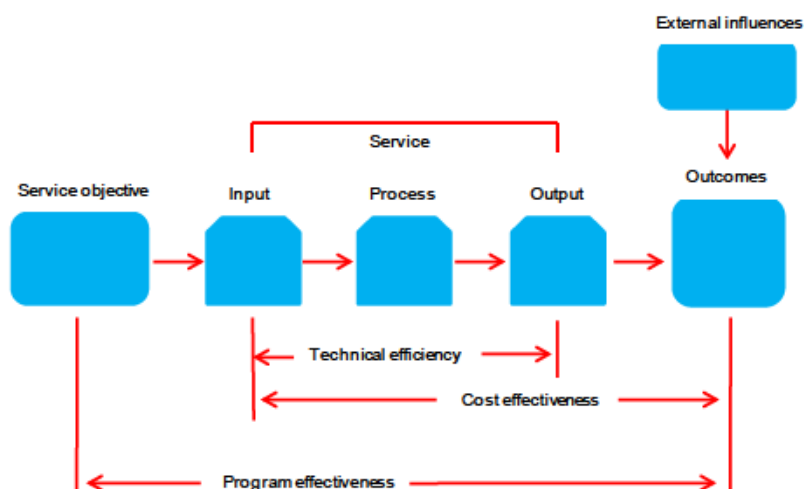 External influences
Service
Service objective
Input
Process
Output
Outcomes
Technical efficiency
Cost effectiveness
Program effectiveness